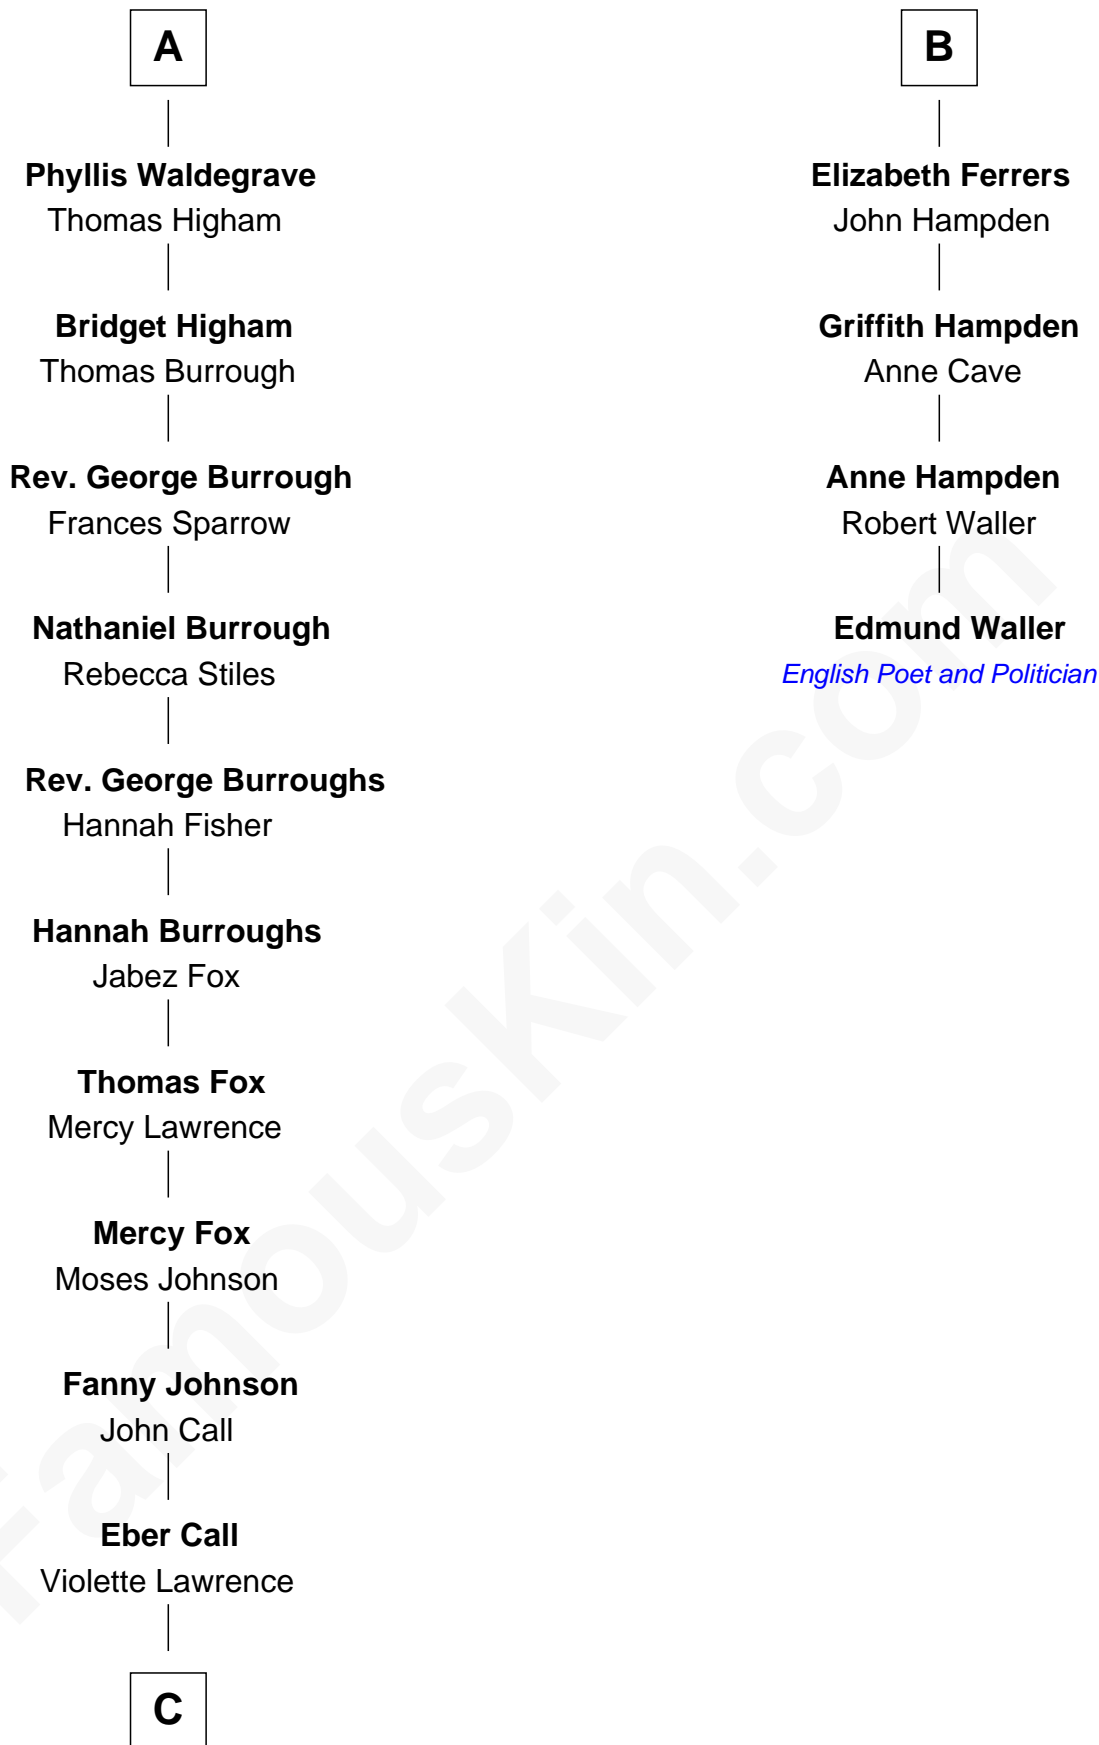 A
Phyllis Waldegrave
Thomas Higham
Bridget Higham
Thomas Burrough
Rev. George Burrough
Frances Sparrow
Nathaniel Burrough
Rebecca Stiles
Rev. George Burroughs
Hannah Fisher
Hannah Burroughs
Jabez Fox
Thomas Fox
Mercy Lawrence
Mercy Fox
Moses Johnson
Fanny Johnson
John Call
Eber Call
Violette Lawrence
C
B
Elizabeth Ferrers
John Hampden
Griffith Hampden
Anne Cave
Anne Hampden
Robert Waller
Edmund Waller
English Poet and Politician
FamousKin.com